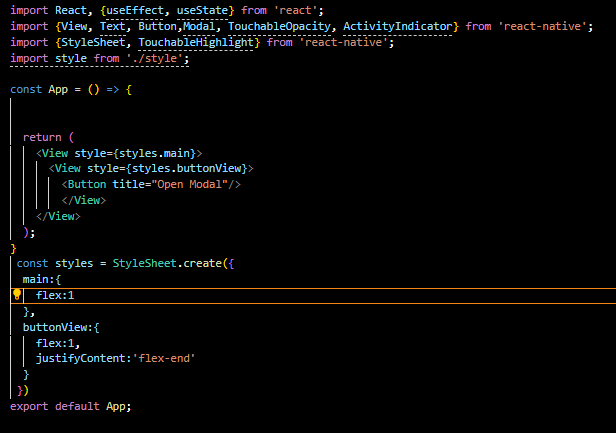 import React, {useEffect, useState} from 'react';
import {View, Text, Button,Modal, TouchableOpacity, ActivityIndicator} from 'react-native';
import {StyleSheet, TouchableHighlight} from 'react-native';
import style from './style';
const App = () => {
return (
<View style={styles.main}>
<View style={styles.buttonView}>
<Button title="Open Modal"/>
</View>
</View>
);
}
const styles = StyleSheet.create({
main:{
flex:1
},
buttonView:{
flex:1,
justifyContent:'flex-end'
}
})
export default App;